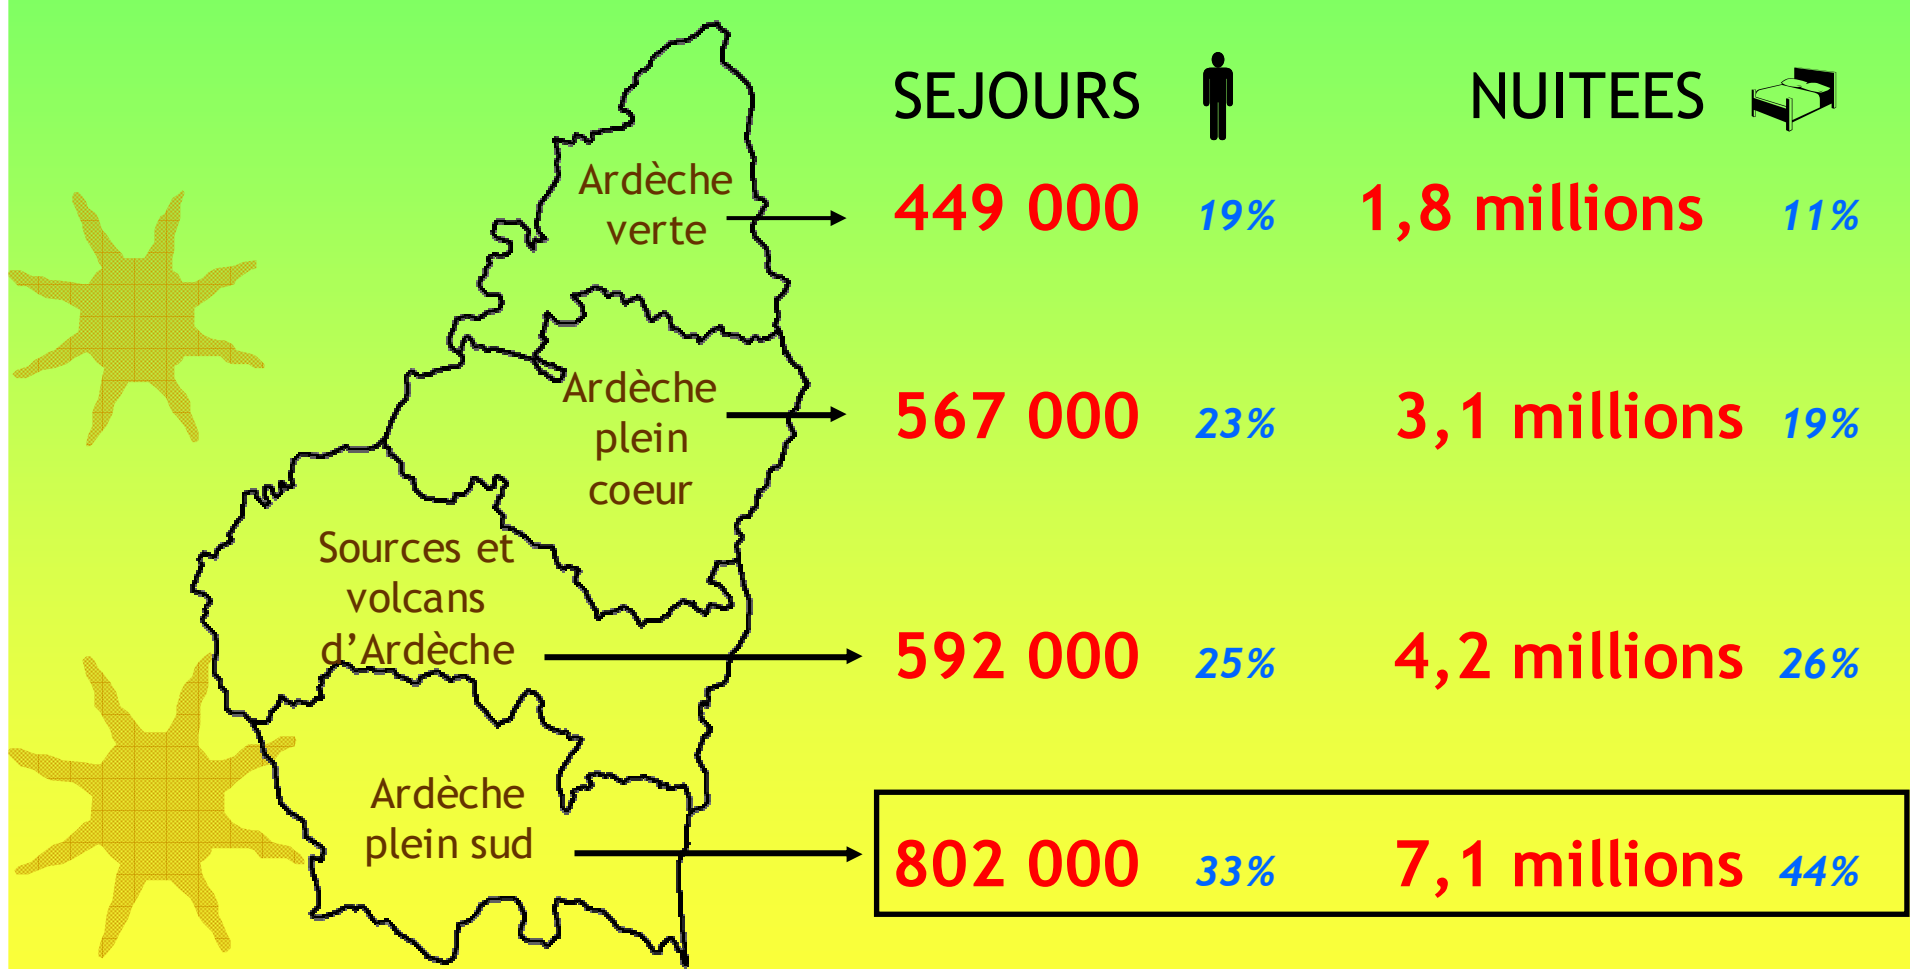 SEJOURS NUITEES
Ardèche
verte
449 000 19% 1,8 millions 11%
Ardèche
plein
coeur
567 000 23% 3,1 millions 19%
Sources et
volcans
d’Ardèche
592 000 25% 4,2 millions 26%
Ardèche
plein sud
802 000 33% 7,1 millions 44%